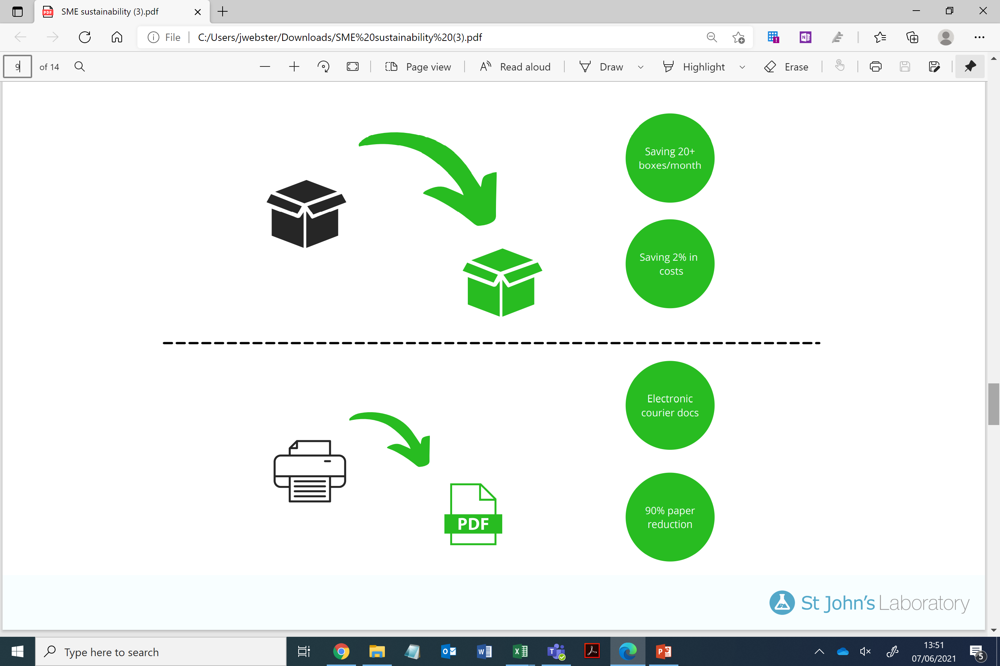 SME sustainability (3).pdf
File
C:/Users/jwebster/Downloads/SME%20sustainability%20(3).pdf
9
of 14
Page view
Read aloud
Draw
Highlight
Erase
Saving 20+
boxes/month
Saving 2% in
costs
Electronic
courier docs
90% paper
reduction
PDF
St John's Laboratory
Type here to search
13:51
07/06/2021
5